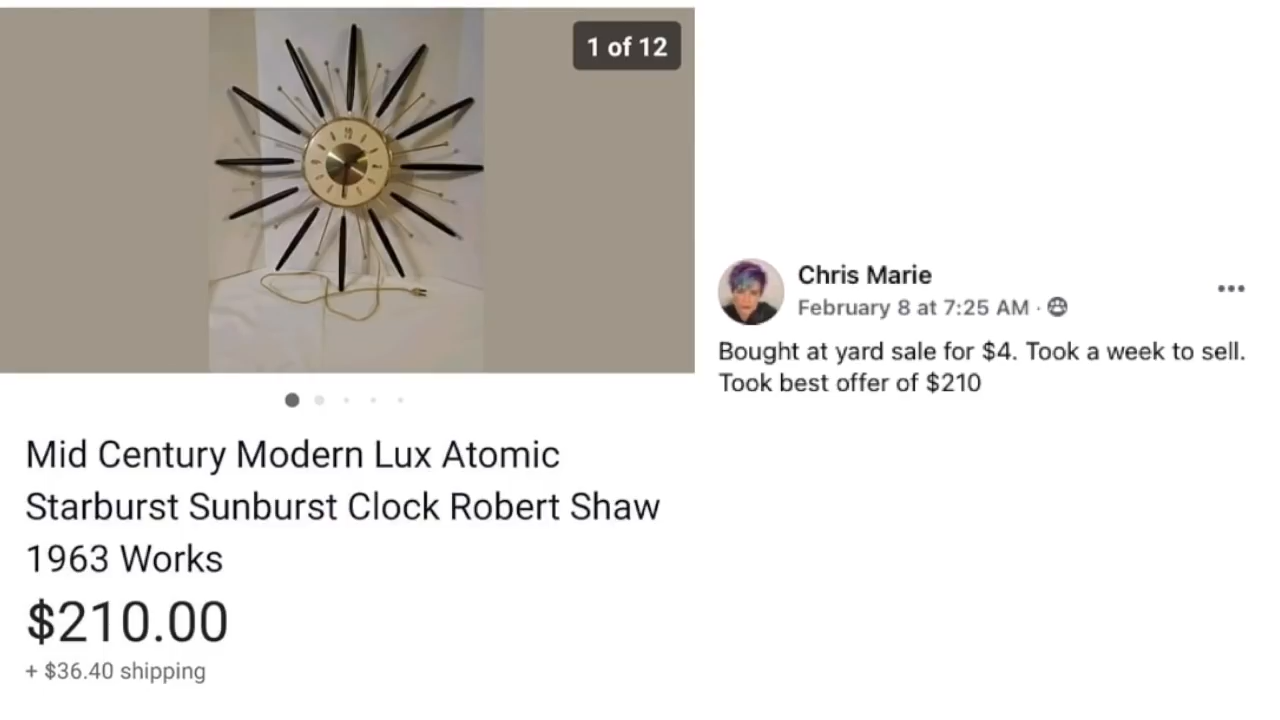 1 of 12
Mid Century Modern Lux Atomic
Starburst Sunburst Clock Robert Shaw
1963 Works
$210.00
+ $36.40 shipping
Chris Marie
February 8 at 7:25 AM ·
Bought at yard sale for $4. Took a week to sell.
Took best offer of $210